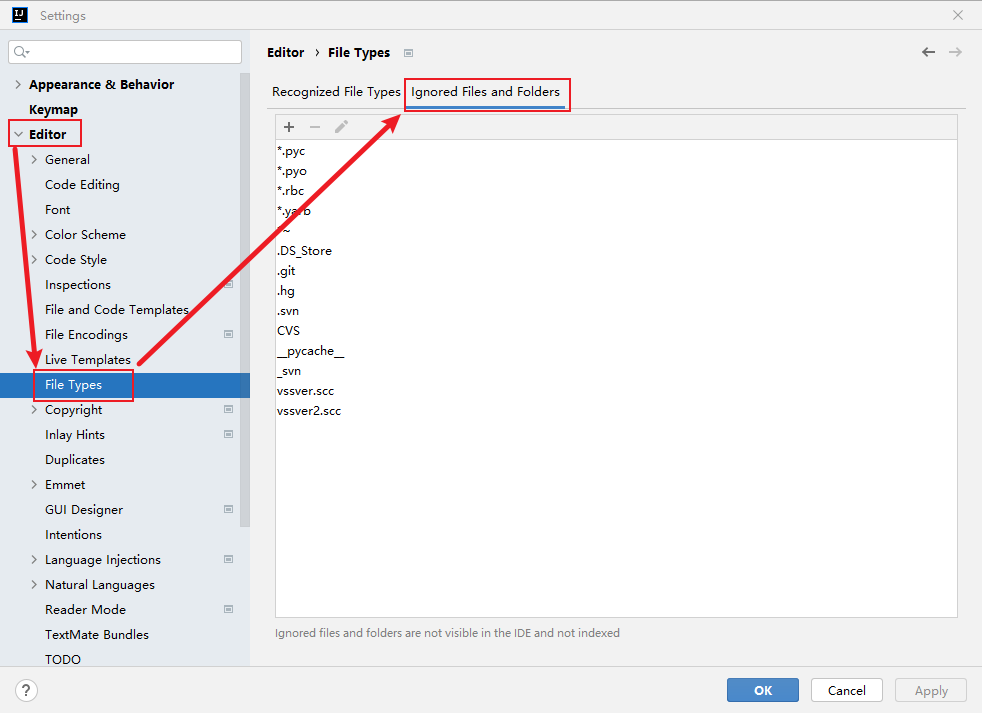 Settings
Appearance & Behavior
Keymap
Editor
General
Code Editing
Font
Color Scheme
Code Style
Inspections
File and Code Templates
File Encodings
Live Templates
File Types
Copyright
Inlay Hints
Duplicates
Emmet
GUI Designer
Intentions
Language Injections
Natural Languages
Reader Mode
TextMate Bundles
TODO
Editor › File Types
Recognized File Types Ignored Files and Folders
*.pyc
*.pyo
*.rbc
*.yarb
*~
.DS_Store
.git
.hg
.svn
CVS
__pycache__
_svn
vssver.scc
vssver2.scc
Ignored files and folders are not visible in the IDE and not indexed
? OK Cancel Apply